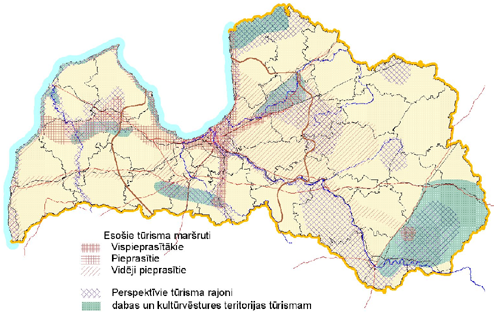 Esošie tūrisma maršruti
Vispieprasītākie
Pieprasītie
Vidēji pieprasītie
Perspektīvie tūrisma rajoni
dabas un kultūrvēstures teritorijas tūrismam